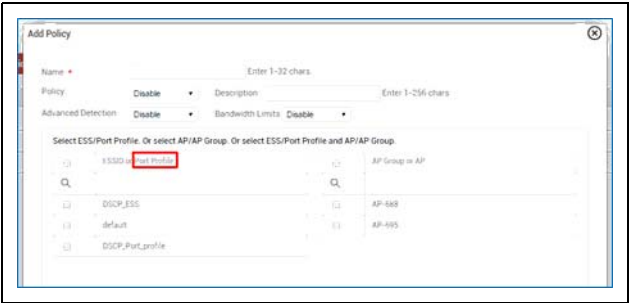 Add Policy
Name * Enter 1-32 chars.
Policy Disable Description Enter 1-256 chars
Advanced Detection Disable Bandwidth Limits Disable
Select ESS/Port Profile. Or select AP/AP Group. Or select ESS/Port Profile and AP/AP Group.
ESSID or Port Profile AP Group or AP
DSCP_ESS AP-668
default AP-695
DSCP_Port_profile